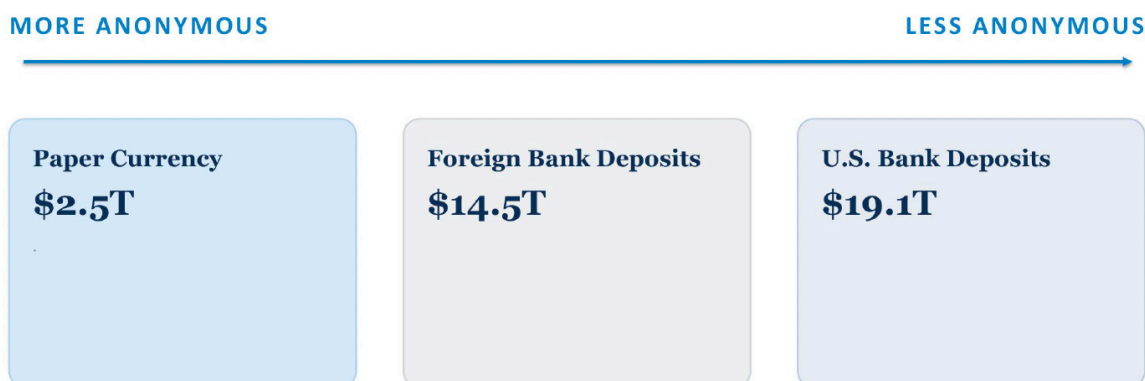 MORE ANONYMOUS
LESS ANONYMOUS
Paper Currency
$2.5T
.
Foreign Bank Deposits
$14.5T
U.S. Bank Deposits
$19.1T